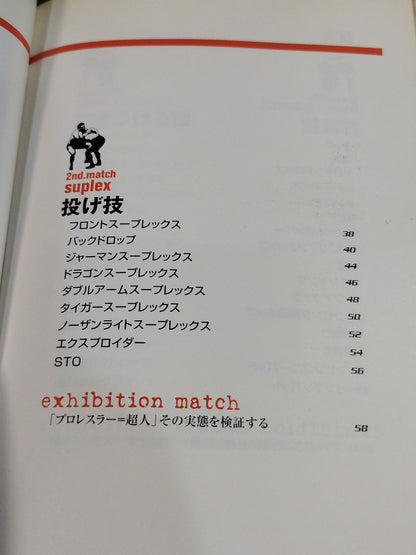 2nd.match
suplex
投げ技
フロントスープレックス 38
バックドロップ 40
ジャーマンスープレックス 44
ドラゴンスープレックス 46
ダブルアームスープレックス 48
タイガースープレックス 50
ノーザンライトスープレックス 52
エクスプロイダー 54
STO 56
exhibition match
「プロレスラー=超人」その実態を検証する 58